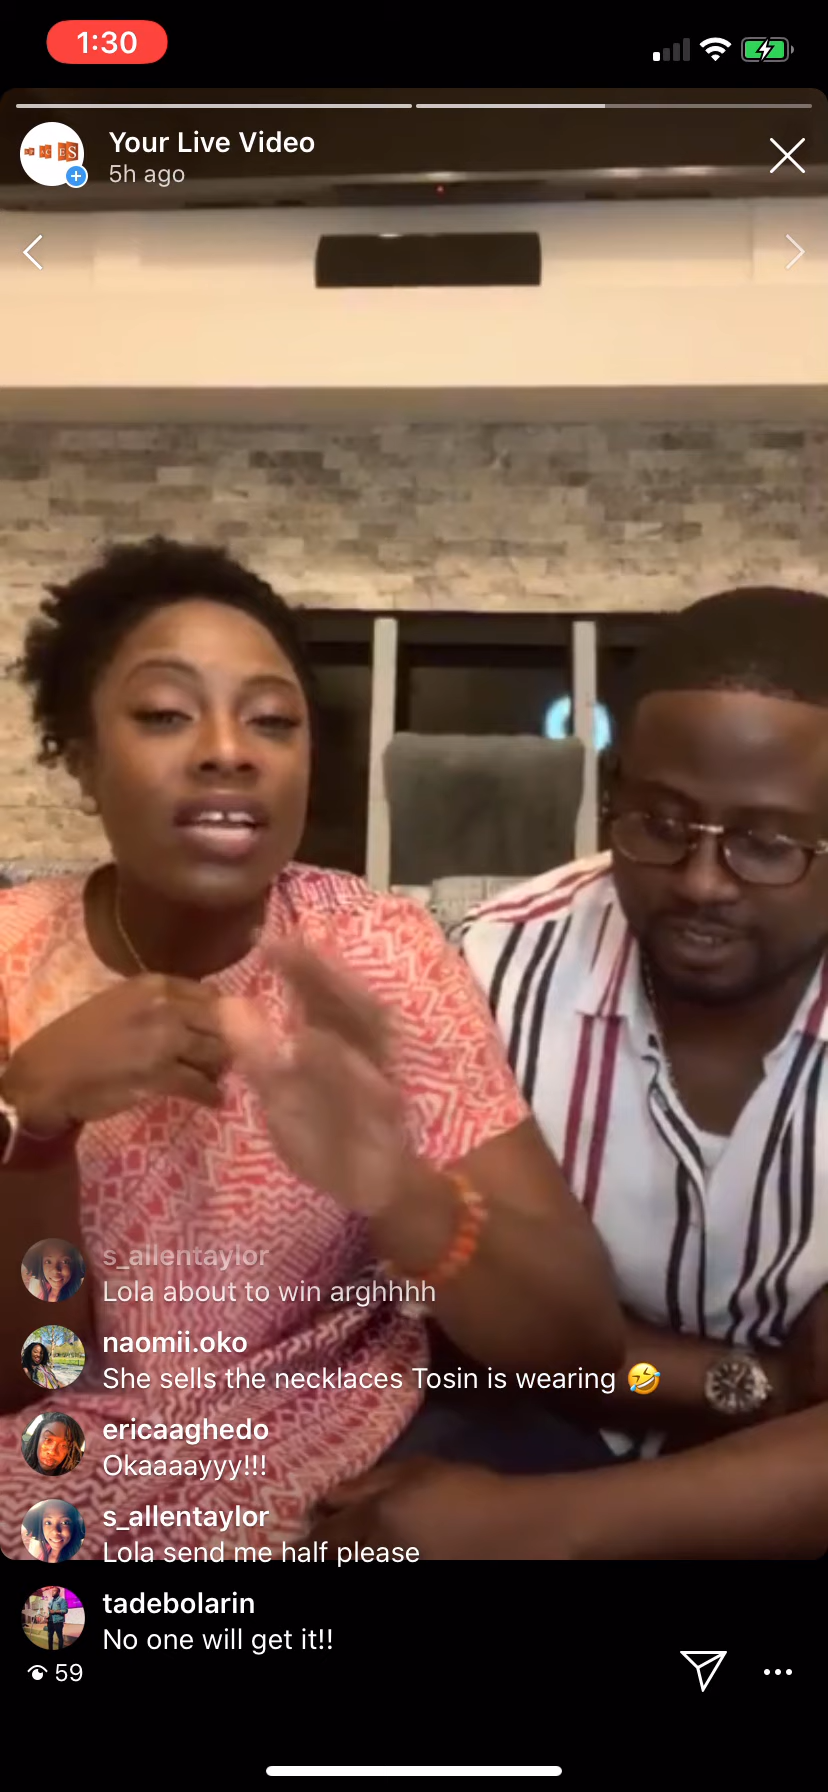 1:30
Your Live Video
5h ago
s_allentaylor
Lola about to win arghhhh
naomii.oko
She sells the necklaces Tosin is wearing 🤣
ericaaghedo
Okaaaayyy!!!
s_allentaylor
Lola send me half please
tadebolarin
No one will get it!!
59